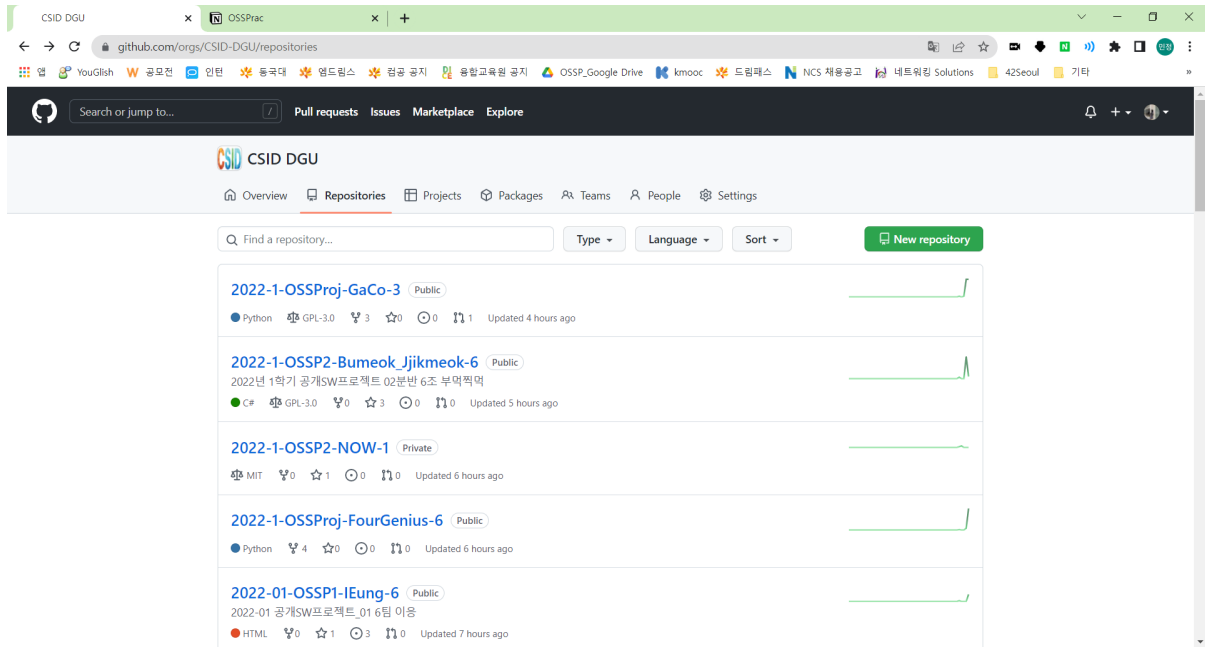 CSID DGU
OSSPrac
github.com/orgs/CSID-DGU/repositories
앱 YouGlish 공모전 인턴 동국대 엠드림스 컴공 공지 융합교육원 공지 OSSP_Google Drive kmooc 드림패스 NCS 채용공고 네트워킹 Solutions 42Seoul 기타 »
Search or jump to... / Pull requests Issues Marketplace Explore
CSID CSID DGU
Overview Repositories Projects Packages Teams People Settings
Find a repository... Type Language Sort New repository
2022-1-OSSProj-GaCo-3 Public
Python GPL-3.0 3 0 0 1 Updated 4 hours ago
2022-1-OSSP2-Bumeok_Jjikmeok-6 Public
2022년 1학기 공개SW프로젝트 02분반 6조 부먹찍먹
C# GPL-3.0 0 3 0 0 Updated 5 hours ago
2022-1-OSSP2-NOW-1 Private
MIT 0 1 0 0 Updated 6 hours ago
2022-1-OSSProj-FourGenius-6 Public
Python 4 0 0 0 Updated 6 hours ago
2022-01-OSSP1-IEung-6 Public
2022-01 공개SW프로젝트_01 6팀 이응
HTML 0 1 3 0 Updated 7 hours ago